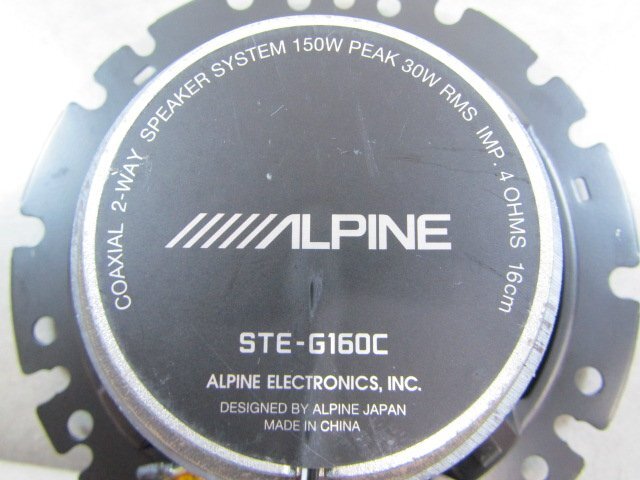 COAXIAL 2-WAY SPEAKER SYSTEM 150W PEAK 30W RMS IMP. 4 OHMS 16cm
ALPINE
STE-G160C
ALPINE ELECTRONICS, INC.
DESIGNED BY ALPINE JAPAN
MADE IN CHINA